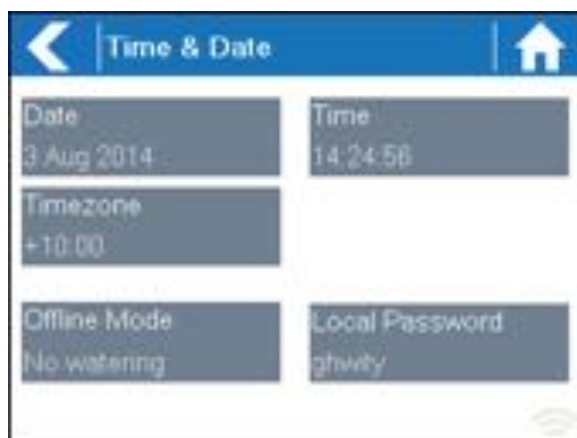 Time & Date
Date
3 Aug 2014
Time
14:24:56
Timezone
+10:00
Offline Mode
No watering
Local Password